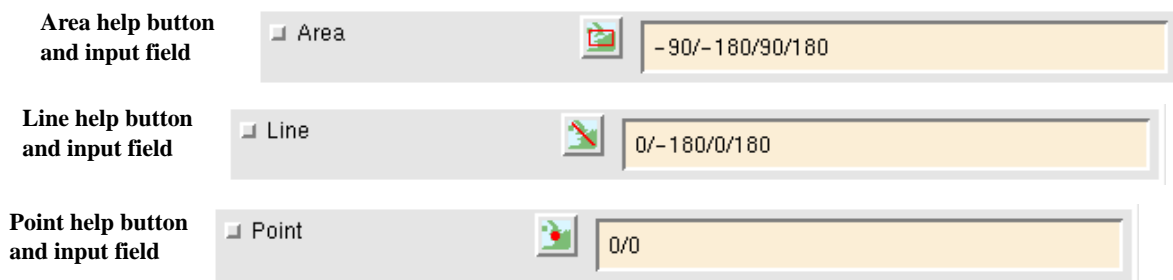 Area help button
and input field
Area
-90/-180/90/180
Line help button
and input field
Line
0/-180/0/180
Point help button
and input field
Point
0/0